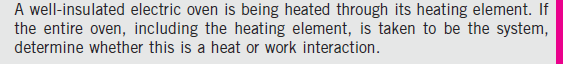 A well-insulated electric oven is being heated through its heating element. If
the entire oven, including the heating element, is taken to be the system,
determine whether this is a heat or work interaction.